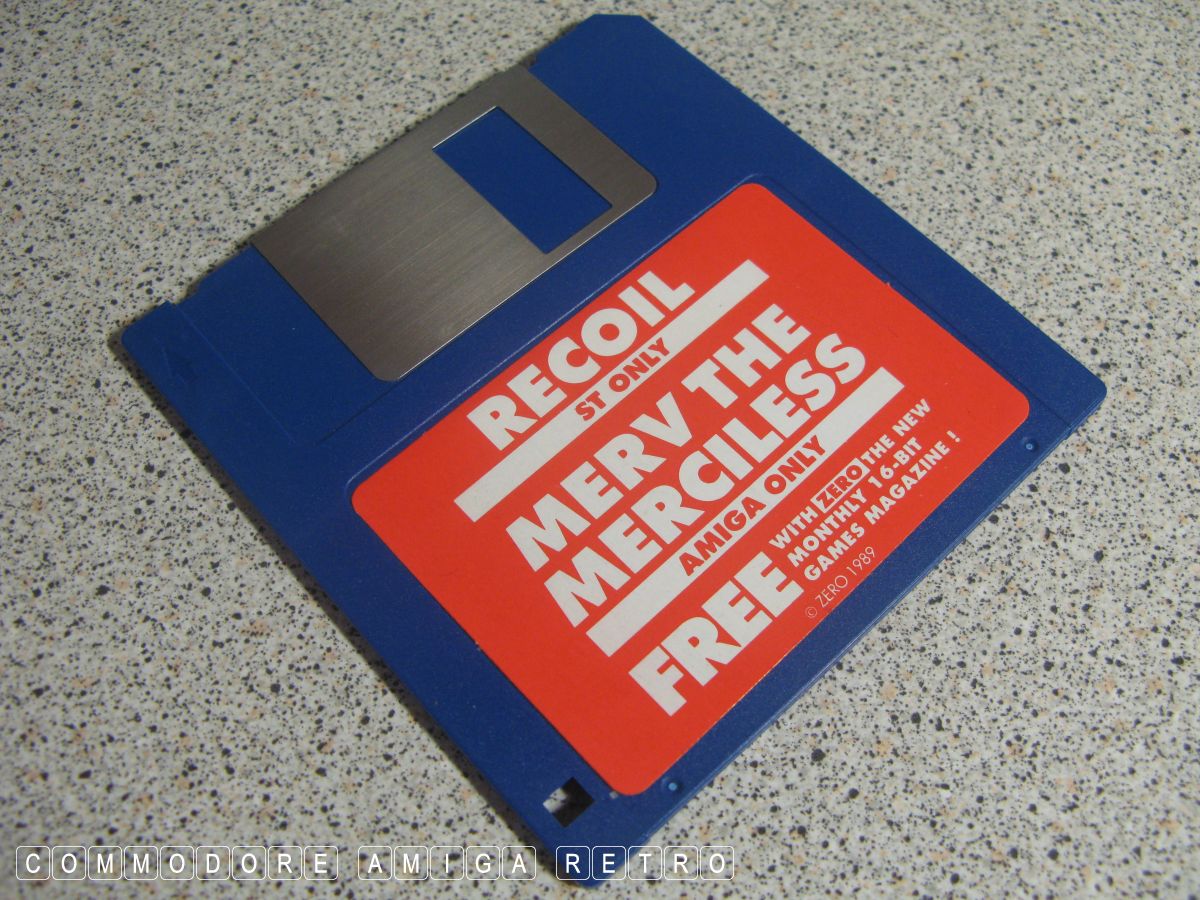 RECOIL
ST ONLY
MERV THE
MERCILESS
AMIGA ONLY
FREE WITH ZERO THE NEW
MONTHLY 16-BIT
GAMES MAGAZINE !
© ZERO 1989
COMMODORE AMIGA RETRO